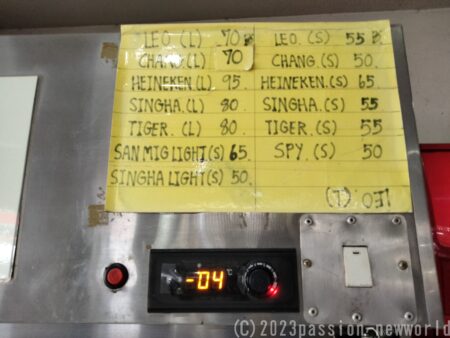 LEO (L) 70 B
CHANG. (L) 70
HEINEKEN.(L) 95
SINGHA. (L) 80
TIGER. (L) 80
SAN MIG LIGHT (S) 65
SINGHA LIGHT (S) 50.
LEO. (S) 55 B
CHANG. (S) 50.
HEINEKEN.(S) 65.
SINGHA. (S) 55
TIGER. (S) 55
SPY. (S) 50
LEO. (L)
-04 °C
(C) 2023passion-newworld